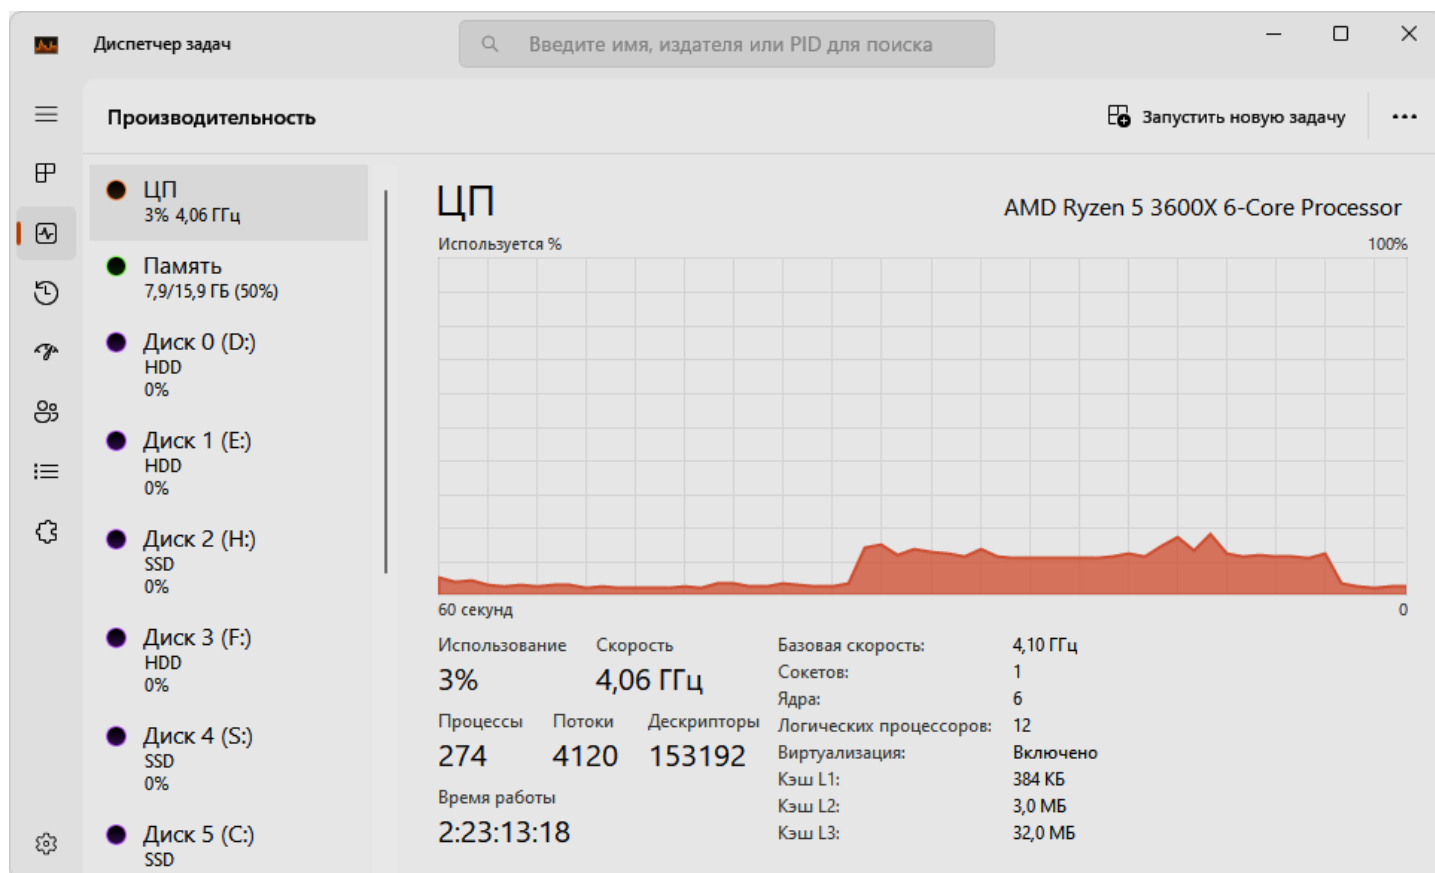 Диспетчер задач
Введите имя, издателя или PID для поиска
Производительность
Запустить новую задачу
ЦП
3% 4,06 ГГц
Память
7,9/15,9 ГБ (50%)
Диск 0 (D:)
HDD
0%
Диск 1 (E:)
HDD
0%
Диск 2 (H:)
SSD
0%
Диск 3 (F:)
HDD
0%
Диск 4 (S:)
SSD
0%
Диск 5 (C:)
SSD
ЦП
AMD Ryzen 5 3600X 6-Core Processor
Используется %
100%
60 секунд
0
Использование
3%
Скорость
4,06 ГГц
Процессы
274
Потоки
4120
Дескрипторы
153192
Время работы
2:23:13:18
Базовая скорость: 4,10 ГГц
Сокетов: 1
Ядра: 6
Логических процессоров: 12
Виртуализация: Включено
Кэш L1: 384 КБ
Кэш L2: 3,0 МБ
Кэш L3: 32,0 МБ